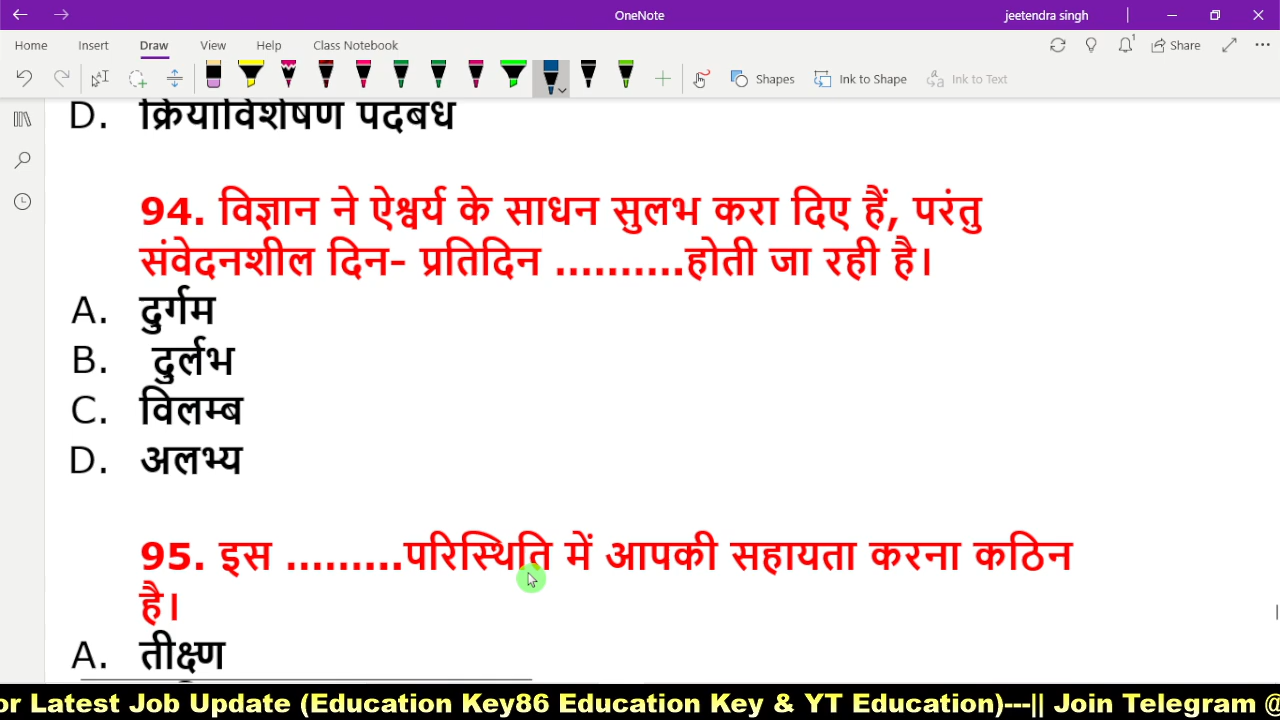 OneNote
jeetendra singh
Home Insert Draw View Help Class Notebook
Share
Shapes Ink to Shape Ink to Text
D. क्रियाविशेषण पदबंध
94. विज्ञान ने ऐश्वर्य के साधन सुलभ करा दिए हैं, परंतु
संवेदनशील दिन- प्रतिदिन ..........होती जा रही है।
A. दुर्गम
B. दुर्लभ
C. विलम्ब
D. अलभ्य
95. इस .........परिस्थिति में आपकी सहायता करना कठिन
है।
A. तीक्ष्ण
or Latest Job Update (Education Key86 Education Key & YT Education)---|| Join Telegram @